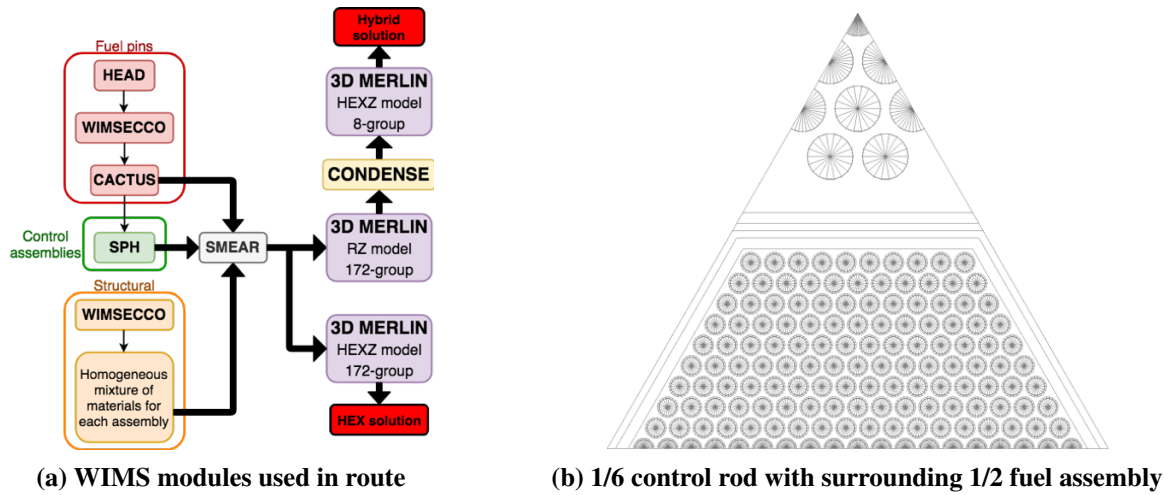 Fuel pins
HEAD
WIMSECCO
CACTUS
Control
assemblies
SPH
SMEAR
Structural
WIMSECCO
Homogeneous
mixture of
materials for
each assembly
Hybrid
solution
3D MERLIN
HEXZ model
8-group
CONDENSE
3D MERLIN
RZ model
172-group
3D MERLIN
HEXZ model
172-group
HEX solution
(a) WIMS modules used in route
(b) 1/6 control rod with surrounding 1/2 fuel assembly